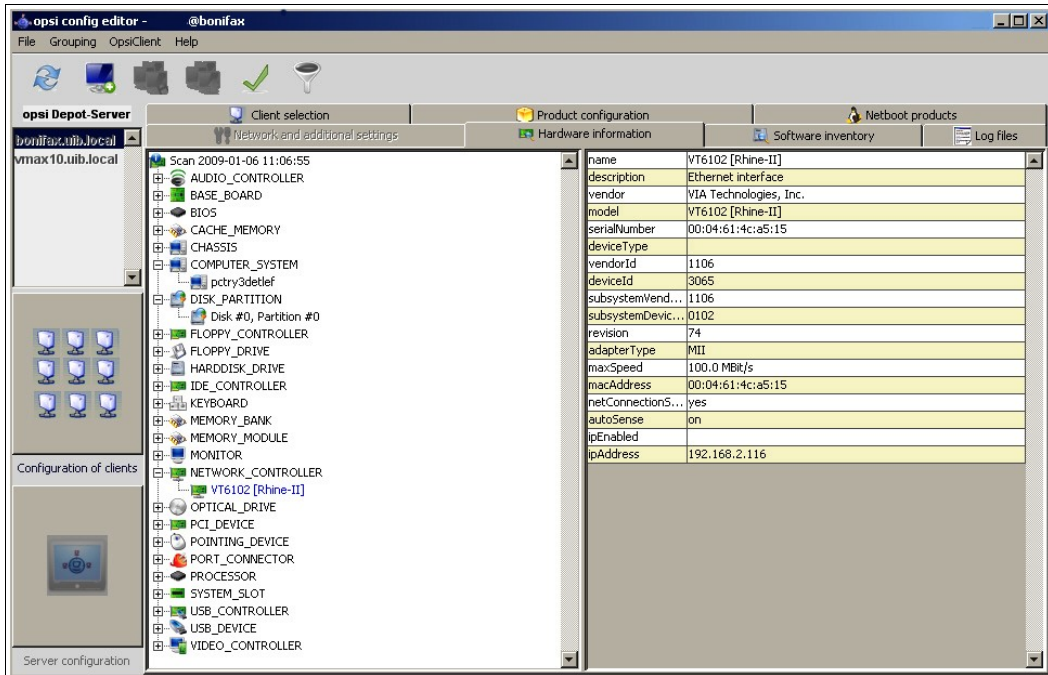 opsi config editor - @bonifax
File Grouping OpsiClient Help
opsi Depot-Server
bonifax.uib.local
vmax10.uib.local
Configuration of clients
Server configuration
Client selection
Product configuration
Netboot products
Network and additional settings
Hardware information
Software inventory
Log files
Scan 2009-01-06 11:06:55
AUDIO_CONTROLLER
BASE_BOARD
BIOS
CACHE_MEMORY
CHASSIS
COMPUTER_SYSTEM
pctry3detlef
DISK_PARTITION
Disk #0, Partition #0
FLOPPY_CONTROLLER
FLOPPY_DRIVE
HARDDISK_DRIVE
IDE_CONTROLLER
KEYBOARD
MEMORY_BANK
MEMORY_MODULE
MONITOR
NETWORK_CONTROLLER
VT6102 [Rhine-II]
OPTICAL_DRIVE
PCI_DEVICE
POINTING_DEVICE
PORT_CONNECTOR
PROCESSOR
SYSTEM_SLOT
USB_CONTROLLER
USB_DEVICE
VIDEO_CONTROLLER
name VT6102 [Rhine-II]
description Ethernet interface
vendor VIA Technologies, Inc.
model VT6102 [Rhine-II]
serialNumber 00:04:61:4c:a5:15
deviceType
vendorId 1106
deviceId 3065
subsystemVend... 1106
subsystemDevic... 0102
revision 74
adapterType MII
maxSpeed 100.0 MBit/s
macAddress 00:04:61:4c:a5:15
netConnectionS... yes
autoSense on
ipEnabled
ipAddress 192.168.2.116